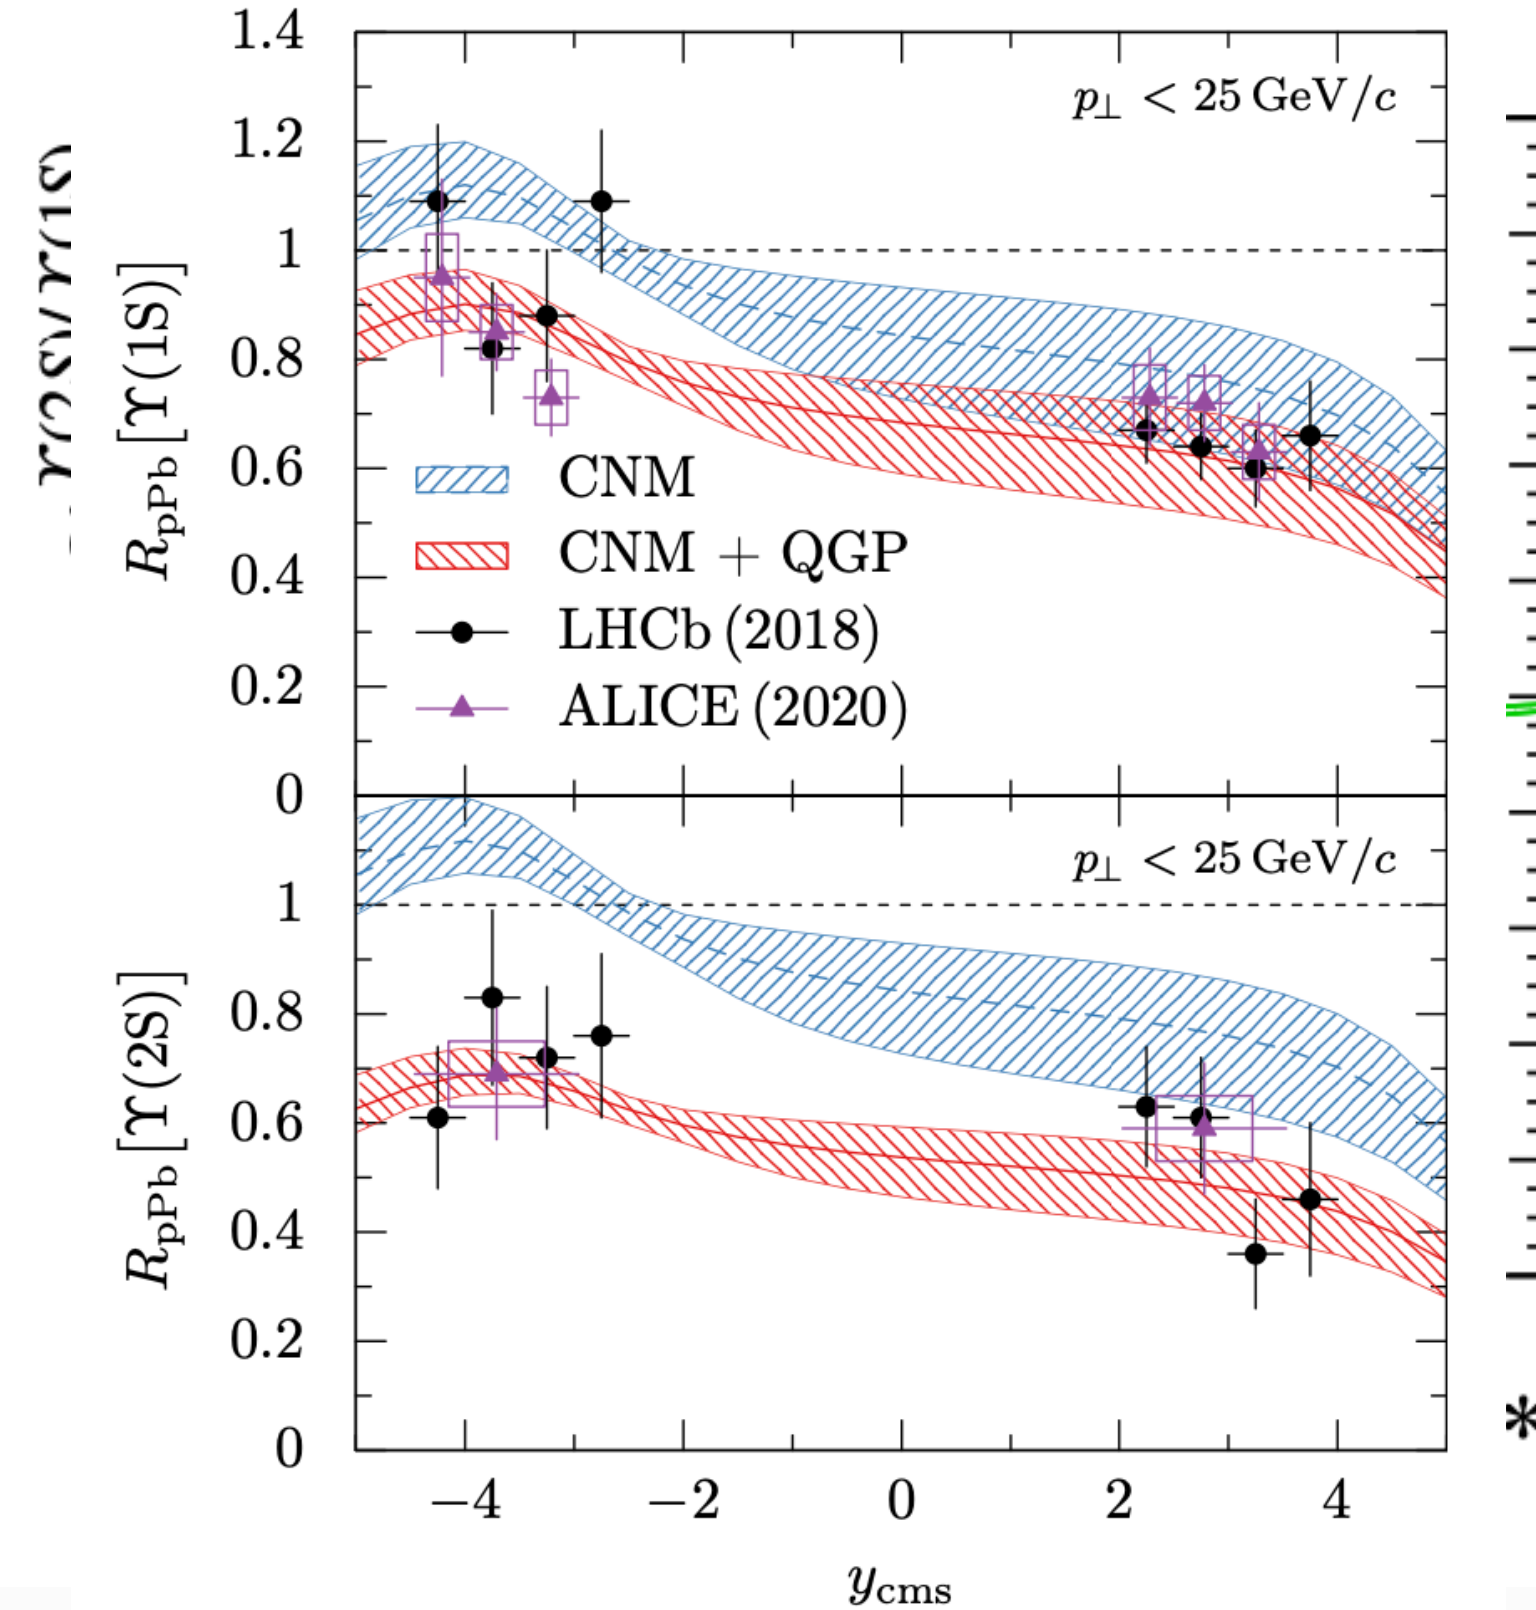 1.4
p⊥ < 25 GeV/c
1.2
1
0.8
0.6
0.4
0.2
0
R_pPb [ϒ(1S)]
CNM
CNM + QGP
LHCb (2018)
ALICE (2020)
p⊥ < 25 GeV/c
1
0.8
0.6
0.4
0.2
0
R_pPb [ϒ(2S)]
−4 −2 0 2 4
y_cms
*